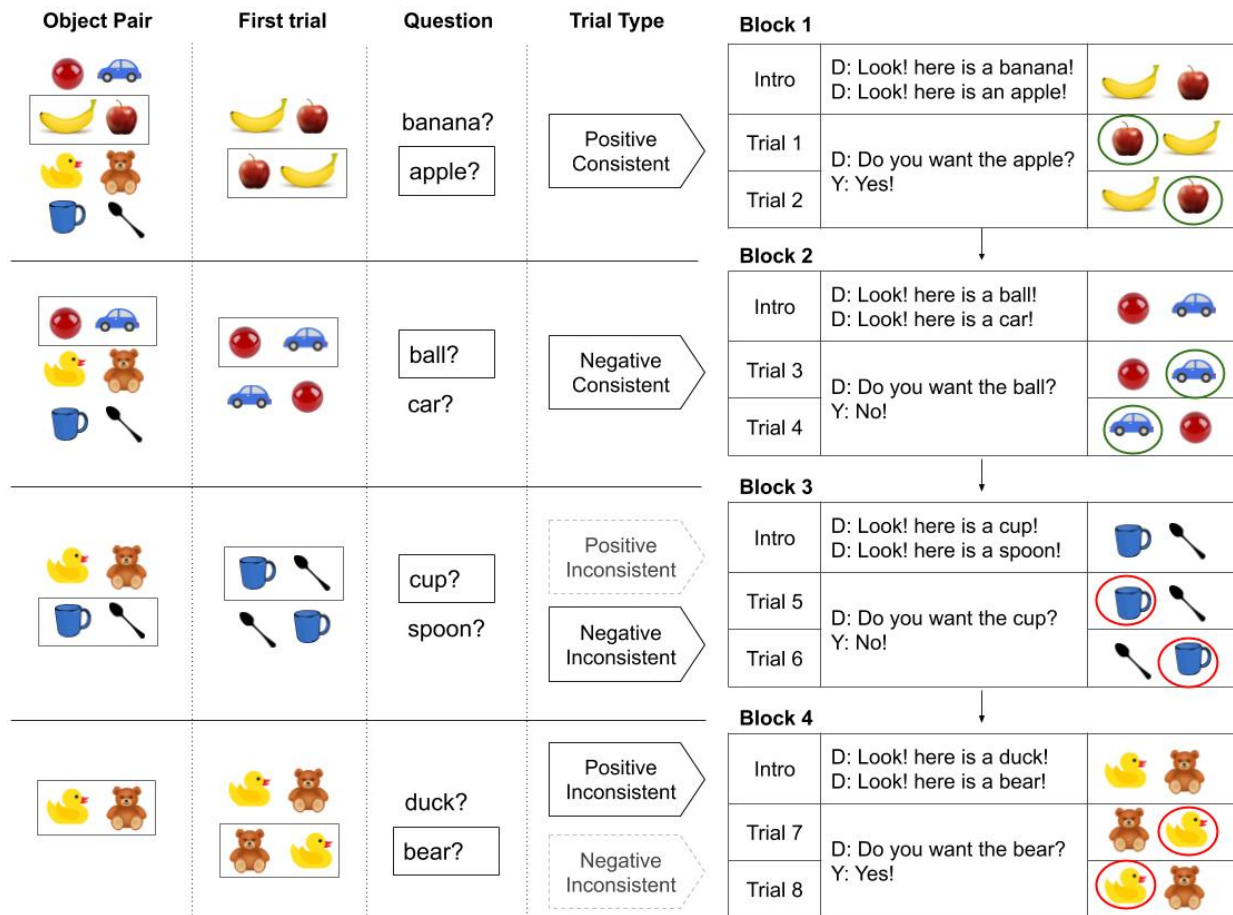 Object Pair
First trial
Question
Trial Type
banana?
apple?
Positive
Consistent
ball?
car?
Negative
Consistent
cup?
spoon?
Positive
Inconsistent
Negative
Inconsistent
duck?
bear?
Positive
Inconsistent
Negative
Inconsistent
Block 1
Intro
D: Look! here is a banana!
D: Look! here is an apple!
Trial 1
Trial 2
D: Do you want the apple?
Y: Yes!
Block 2
Intro
D: Look! here is a ball!
D: Look! here is a car!
Trial 3
Trial 4
D: Do you want the ball?
Y: No!
Block 3
Intro
D: Look! here is a cup!
D: Look! here is a spoon!
Trial 5
Trial 6
D: Do you want the cup?
Y: No!
Block 4
Intro
D: Look! here is a duck!
D: Look! here is a bear!
Trial 7
Trial 8
D: Do you want the bear?
Y: Yes!